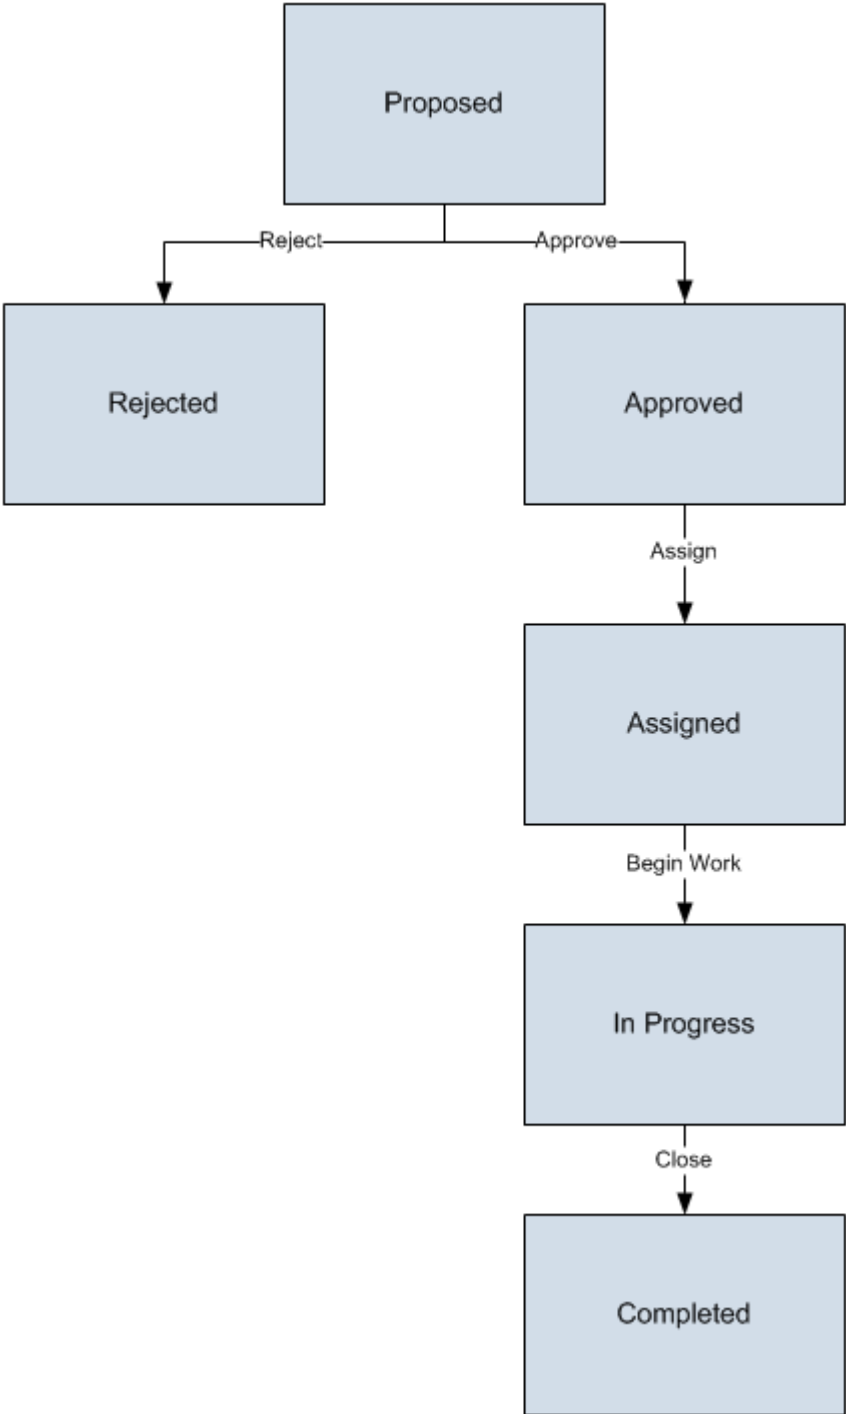 Proposed
Reject
Approve
Rejected
Approved
Assign
Assigned
Begin Work
In Progress
Close
Completed